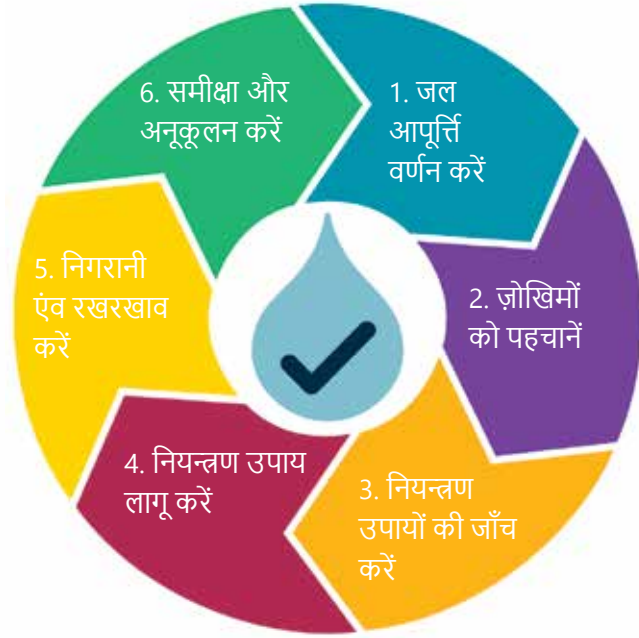 1. जल
आपूर्त्ति
वर्णन करें
2. ज़ोखिमों
को पहचानें
3. नियन्त्रण
उपायों की जाँच
करें
4. नियन्त्रण उपाय
लागू करें
5. निगरानी
एंव रखरखाव
करें
6. समीक्षा और
अनूकूलन करें